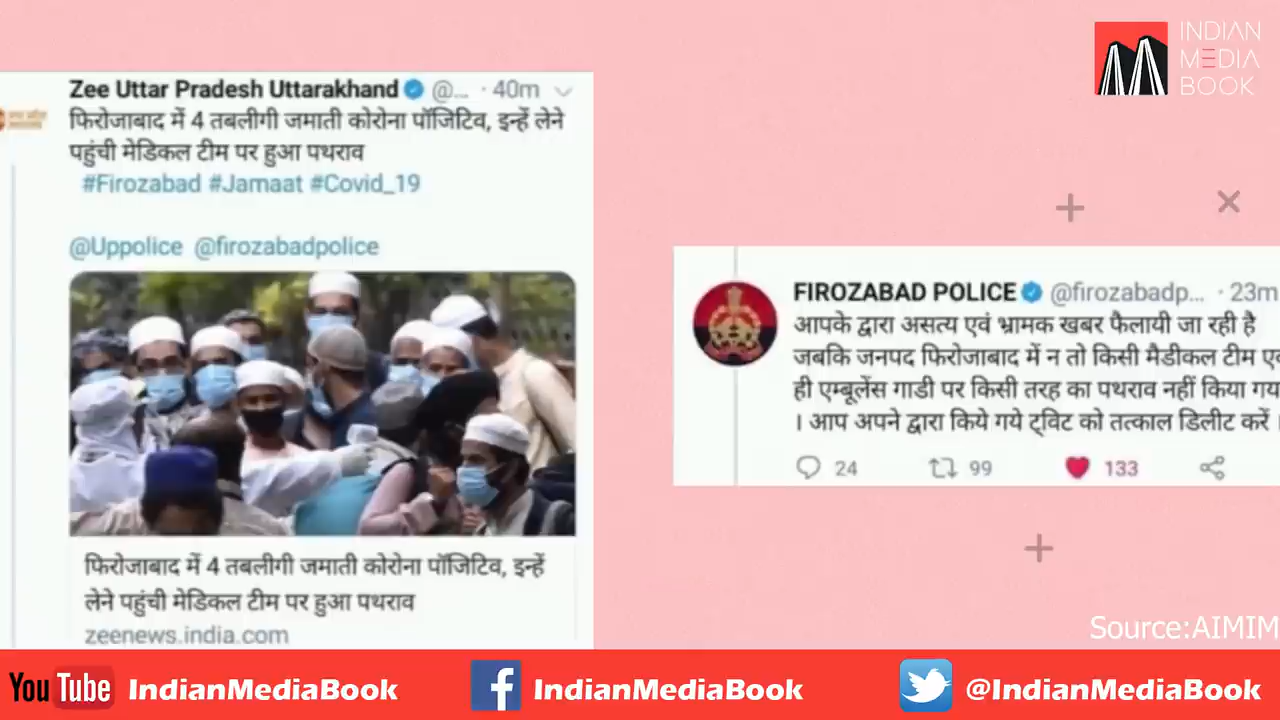 INDIAN
MEDIA
BOOK
Zee Uttar Pradesh Uttarakhand @... · 40m
फिरोजाबाद में 4 तबलीगी जमाती कोरोना पॉजिटिव, इन्हें लेने
पहुंची मेडिकल टीम पर हुआ पथराव
#Firozabad #Jamaat #Covid_19
@Uppolice @firozabadpolice
फिरोजाबाद में 4 तबलीगी जमाती कोरोना पॉजिटिव, इन्हें
लेने पहुंची मेडिकल टीम पर हुआ पथराव
zeenews.india.com
FIROZABAD POLICE @firozabadp... · 23m
आपके द्वारा असत्य एवं भ्रामक खबर फैलायी जा रही है
जबकि जनपद फिरोजाबाद में न तो किसी मैडीकल टीम
ही एम्बूलेंस गाडी पर किसी तरह का पथराव नहीं किया गय
। आप अपने द्वारा किये गये ट्विट को तत्काल डिलीट करें ।
24 99 133
Source:AIMIM
YouTube IndianMediaBook f IndianMediaBook @IndianMediaBook